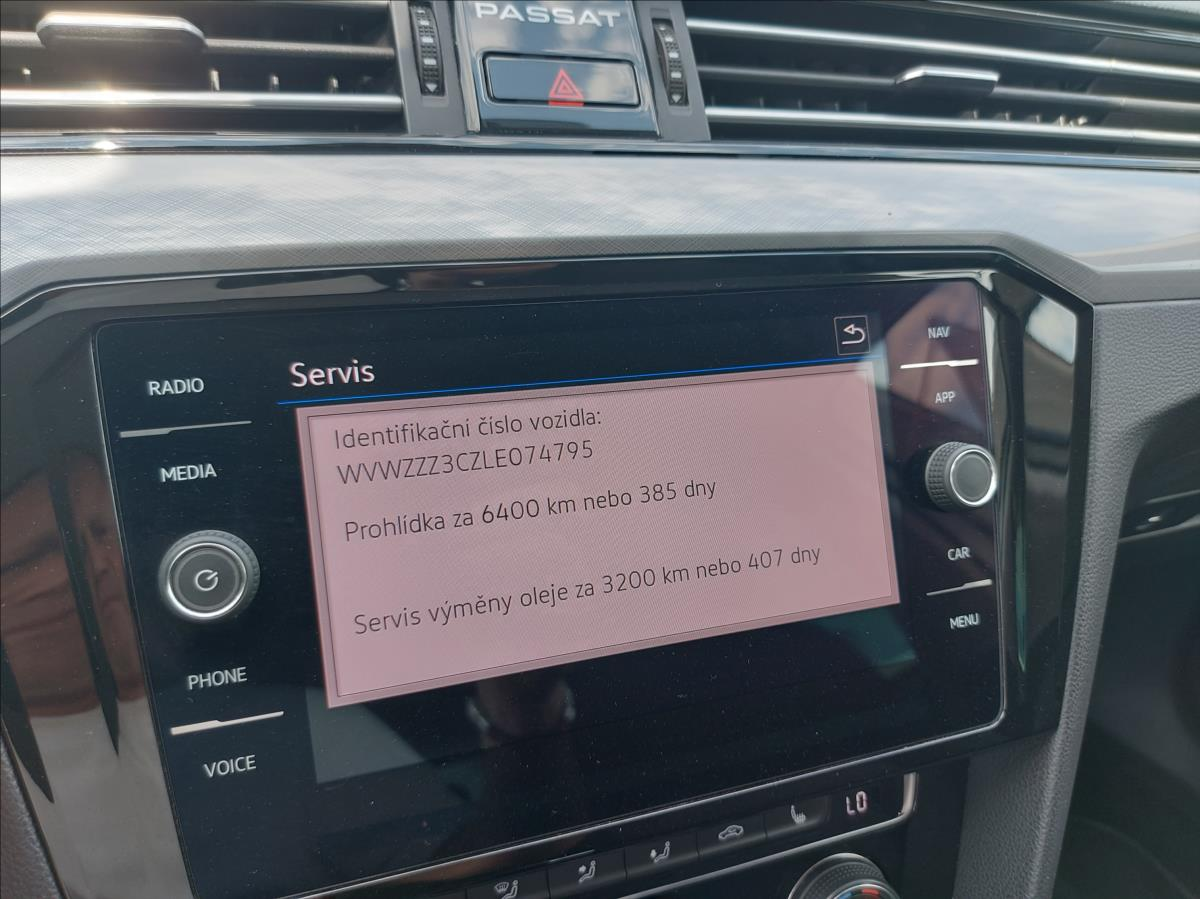 PASSAT
Servis
RADIO
MEDIA
PHONE
VOICE
Identifikační číslo vozidla:
WVWZZZ3CZLE074795
Prohlídka za 6400 km nebo 385 dny
Servis výměny oleje za 3200 km nebo 407 dny
NAV
APP
CAR
MENU
LO